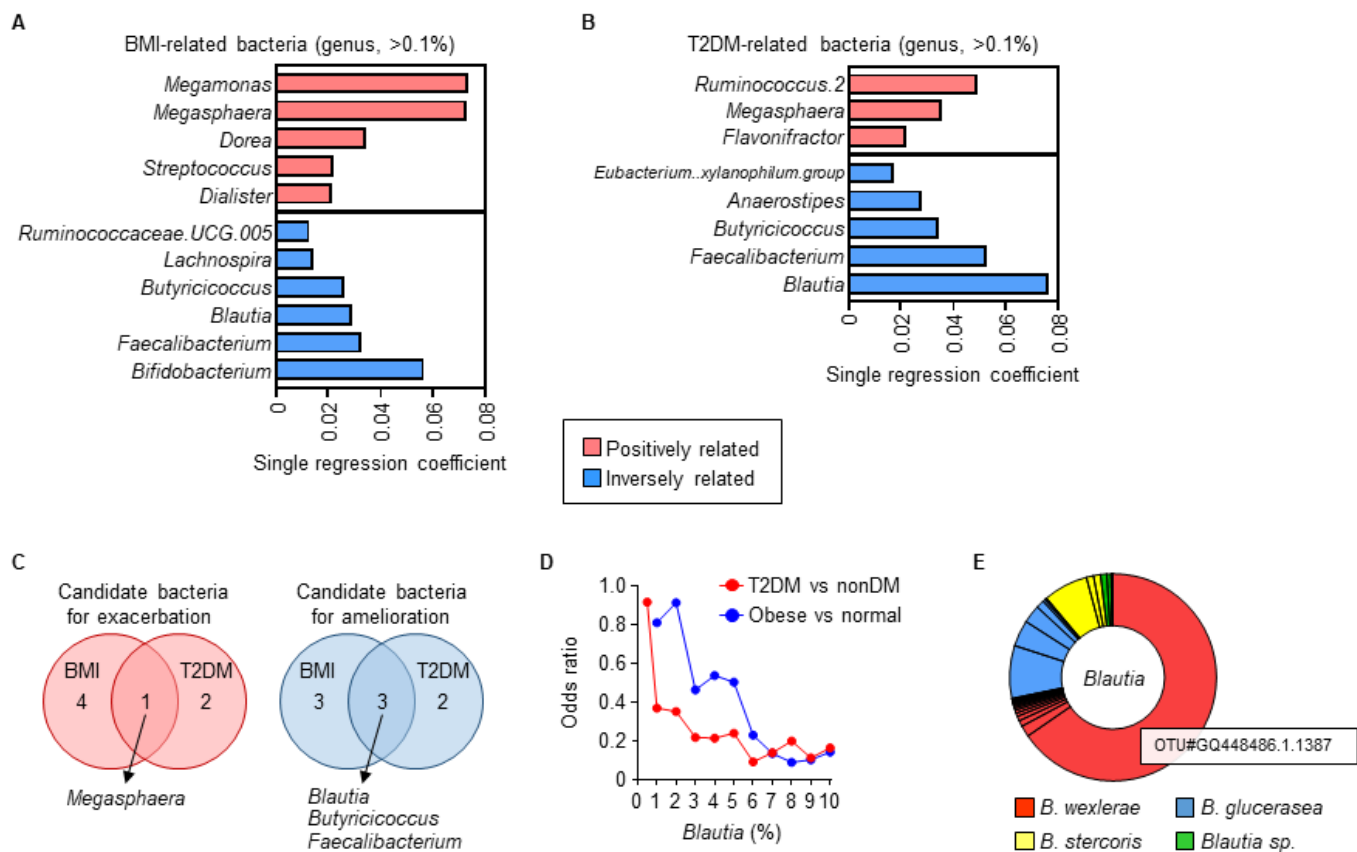 A
BMI-related bacteria (genus, >0.1%)
Megamonas
Megasphaera
Dorea
Streptococcus
Dialister
Ruminococcaceae.UCG.005
Lachnospira
Butyricicoccus
Blautia
Faecalibacterium
Bifidobacterium
0
0.02
0.04
0.06
0.08
Single regression coefficient
B
T2DM-related bacteria (genus, >0.1%)
Ruminococcus.2
Megasphaera
Flavonifractor
Eubacterium..xylanophilum.group
Anaerostipes
Butyricicoccus
Faecalibacterium
Blautia
0
0.02
0.04
0.06
0.08
Single regression coefficient
Positively related
Inversely related
C
Candidate bacteria
for exacerbation
BMI
T2DM
4
1
2
Megasphaera
Candidate bacteria
for amelioration
BMI
T2DM
3
3
2
Blautia
Butyricicoccus
Faecalibacterium
D
T2DM vs nonDM
Obese vs normal
Odds ratio
1.0
0.8
0.6
0.4
0.2
0
0 1 2 3 4 5 6 7 8 9 10
Blautia (%)
E
Blautia
OTU#GQ448486.1.1387
B. wexlerae
B. glucerasea
B. stercoris
Blautia sp.